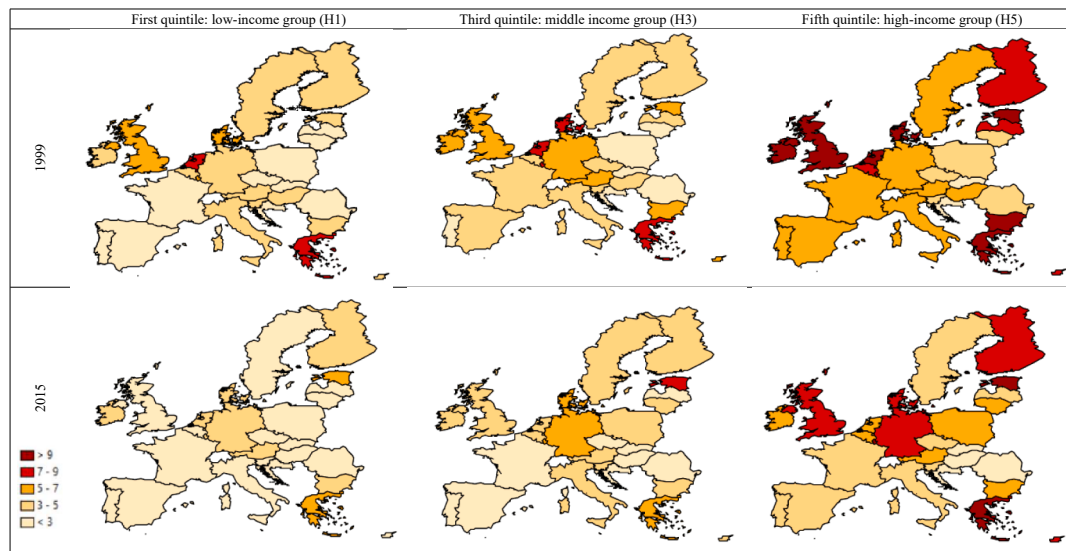 First quintile: low-income group (H1)
Third quintile: middle income group (H3)
Fifth quintile: high-income group (H5)
1999
2015
> 9
7 - 9
5 - 7
3 - 5
< 3